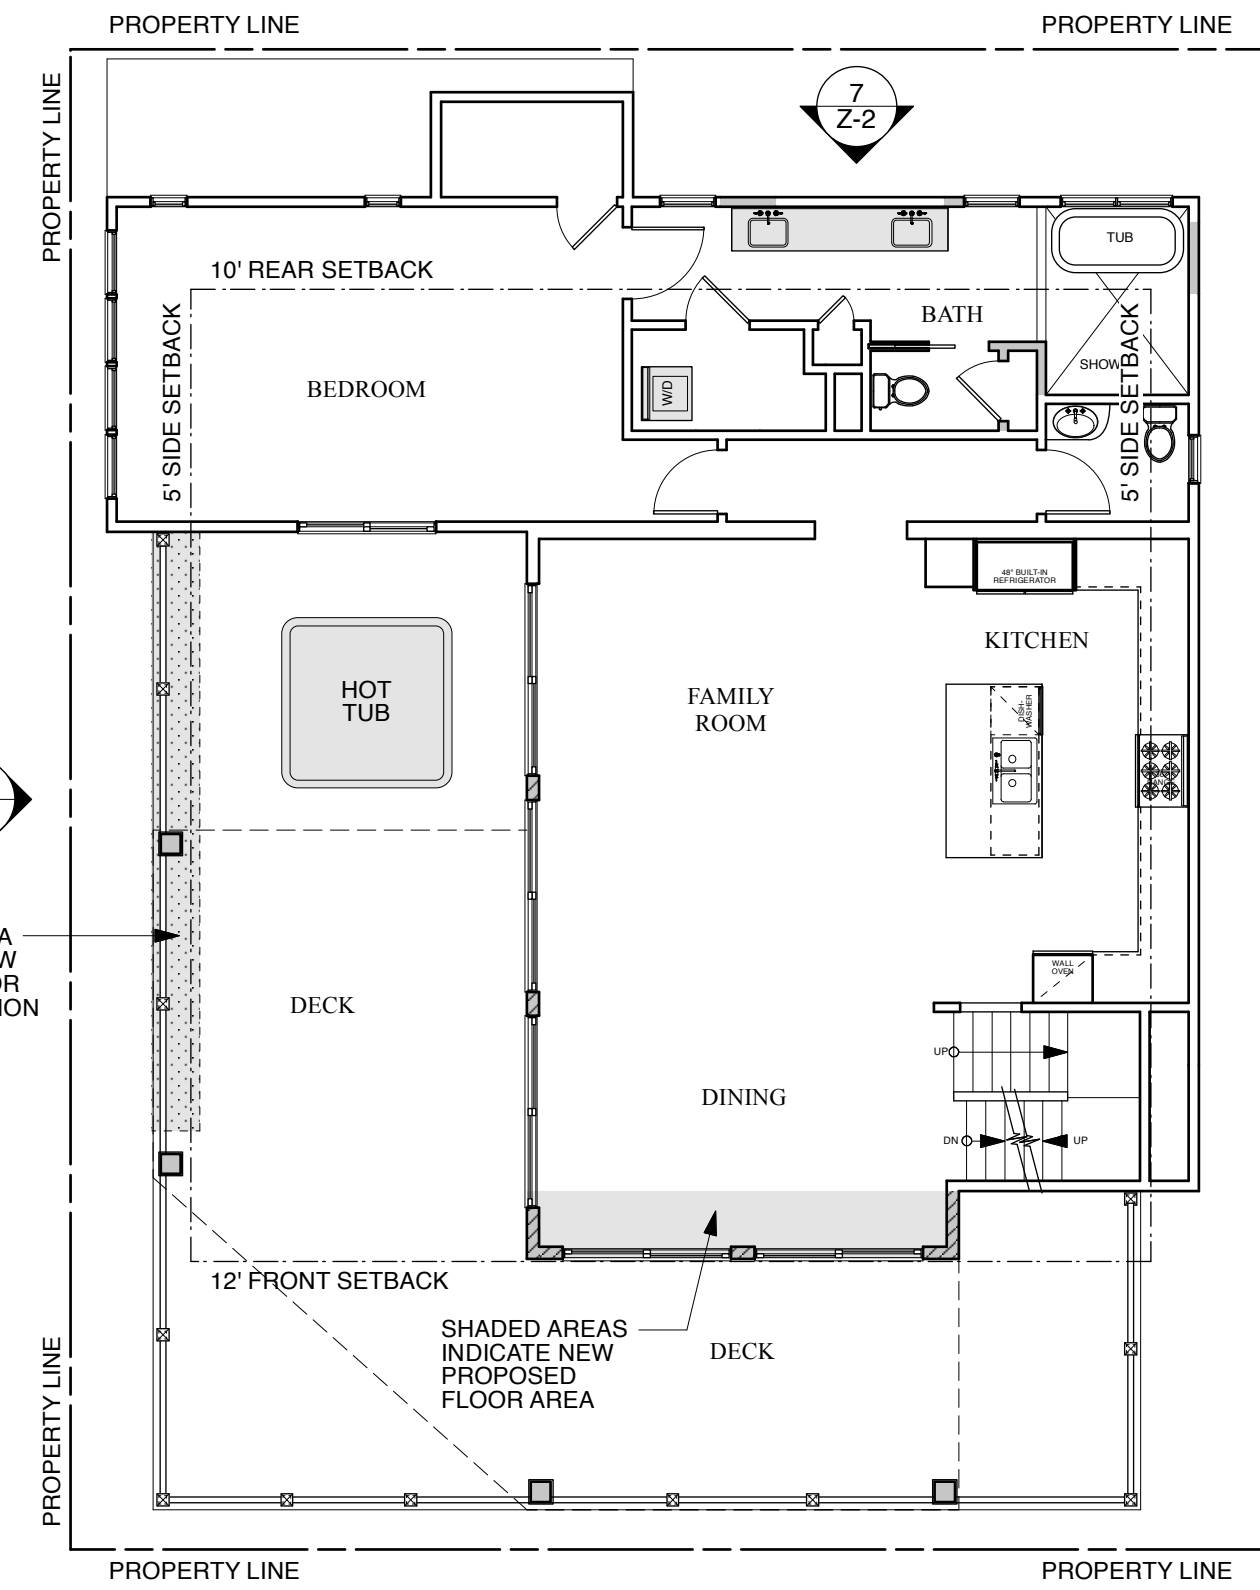 PROPERTY LINE
PROPERTY LINE
PROPERTY LINE
7
Z-2
TUB
10' REAR SETBACK
BATH
5' SIDE SETBACK
BEDROOM
W/D
SHOW
5' SIDE SETBACK
48" BUILT-IN
REFRIGERATOR
KITCHEN
HOT
TUB
FAMILY
ROOM
DISH-
WASHER
A
W
OR
ION
DECK
WALL
OVEN
UP
DINING
DN
UP
12' FRONT SETBACK
SHADED AREAS
INDICATE NEW
PROPOSED
FLOOR AREA
DECK
PROPERTY LINE
PROPERTY LINE
PROPERTY LINE